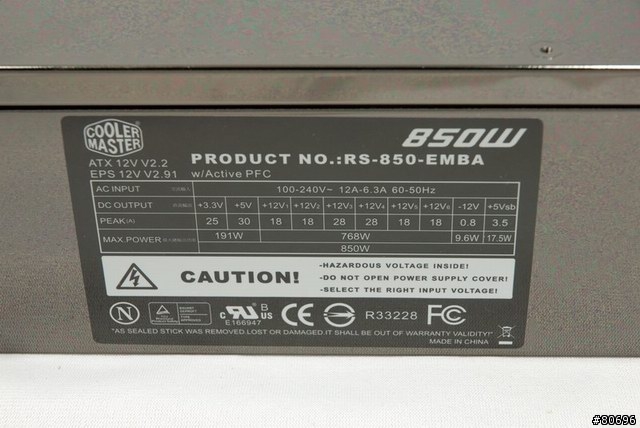 COOLER MASTER
850W
ATX 12V V2.2
EPS 12V V2.91
PRODUCT NO.:RS-850-EMBA
w/Active PFC
AC INPUT 100-240V~ 12A-6.3A 60-50Hz
DC OUTPUT +3.3V +5V +12V1 +12V2 +12V3 +12V4 +12V5 +12V6 -12V +5Vsb
PEAK(A) 25 30 18 18 28 28 18 18 0.8 3.5
MAX.POWER 191W 768W 9.6W 17.5W
850W
CAUTION!
-HAZARDOUS VOLTAGE INSIDE!
-DO NOT OPEN POWER SUPPLY COVER!
-SELECT THE RIGHT INPUT VOLTAGE!
N
c RU US
B
E166947
CE
R33228
FC
"AS SEALED STICK WAS REMOVED LOST OR DAMAGED.IT SHALL BE OUT OF WARRANTY VALIDITY!"
MADE IN CHINA
#80696